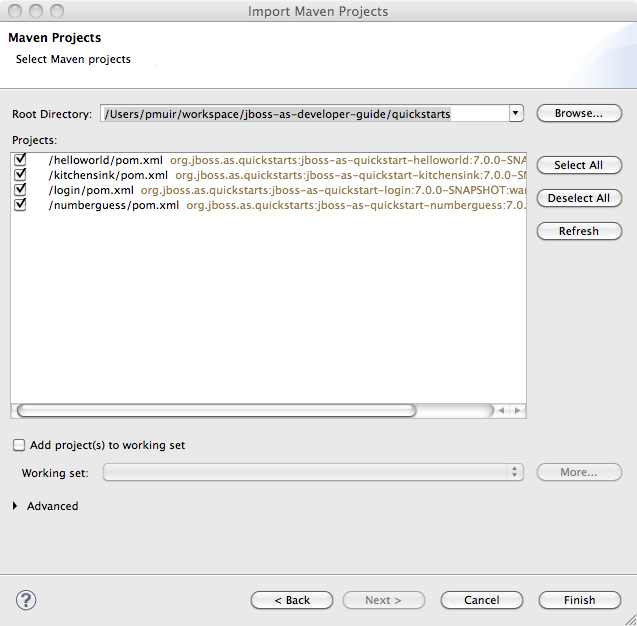 Import Maven Projects
Maven Projects
Select Maven projects
Root Directory: /Users/pmuir/workspace/jboss-as-developer-guide/quickstarts Browse...
Projects:
/helloworld/pom.xml org.jboss.as.quickstarts:jboss-as-quickstart-helloworld:7.0.0-SNA
/kitchensink/pom.xml org.jboss.as.quickstarts:jboss-as-quickstart-kitchensink:7.0.0-SN
/login/pom.xml org.jboss.as.quickstarts:jboss-as-quickstart-login:7.0.0-SNAPSHOT:wa
/numberguess/pom.xml org.jboss.as.quickstarts:jboss-as-quickstart-numberguess:7.0.
Select All
Deselect All
Refresh
Add project(s) to working set
Working set: More...
Advanced
? < Back Next > Cancel Finish